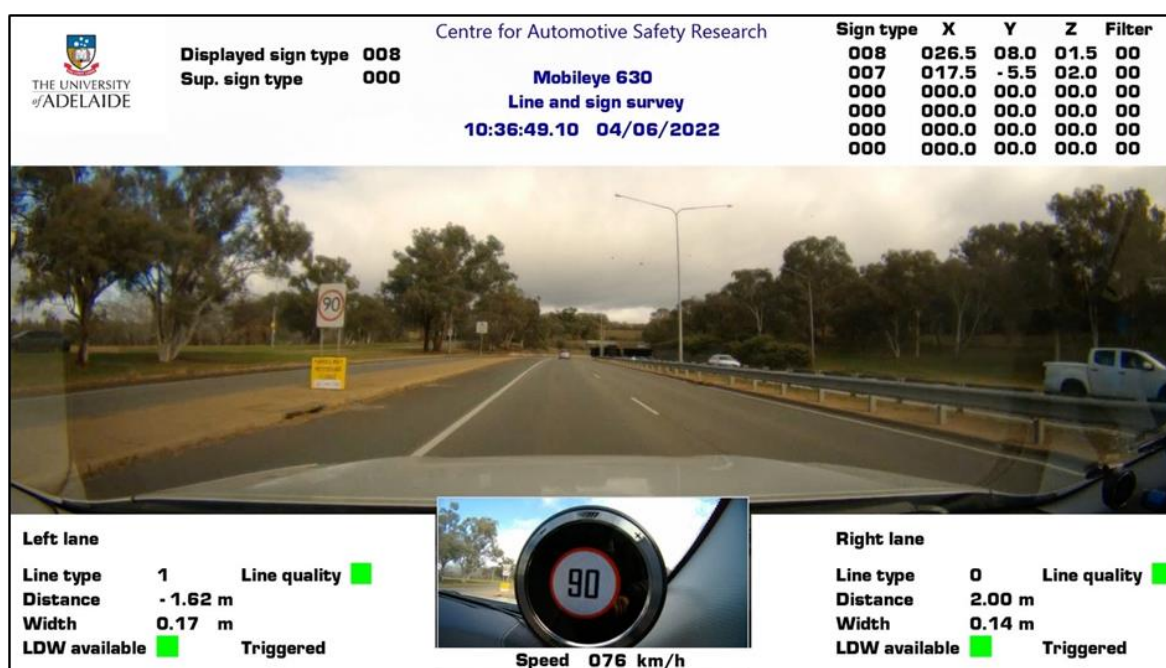 THE UNIVERSITY
of ADELAIDE
Displayed sign type 008
Sup. sign type 000
Centre for Automotive Safety Research
Mobileye 630
Line and sign survey
10:36:49.10 04/06/2022
Sign type X Y Z Filter
008 026.5 08.0 01.5 00
007 017.5 -5.5 02.0 00
000 000.0 00.0 00.0 00
000 000.0 00.0 00.0 00
000 000.0 00.0 00.0 00
000 000.0 00.0 00.0 00
90
Left lane
Line type 1 Line quality
Distance -1.62 m
Width 0.17 m
LDW available Triggered
90
Speed 076 km/h
Right lane
Line type 0 Line quality
Distance 2.00 m
Width 0.14 m
LDW available Triggered